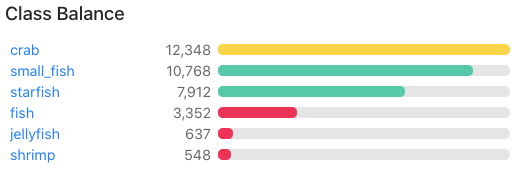 Class Balance
crab 12,348
small_fish 10,768
starfish 7,912
fish 3,352
jellyfish 637
shrimp 548